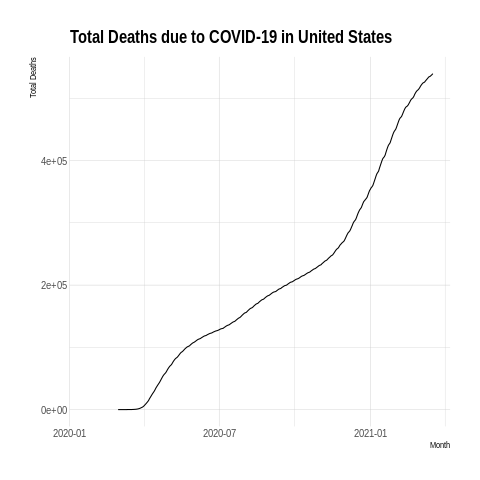 Total Deaths due to COVID-19 in United States
Total Deaths
4e+05
2e+05
0e+00
2020-01
2020-07
2021-01
Month